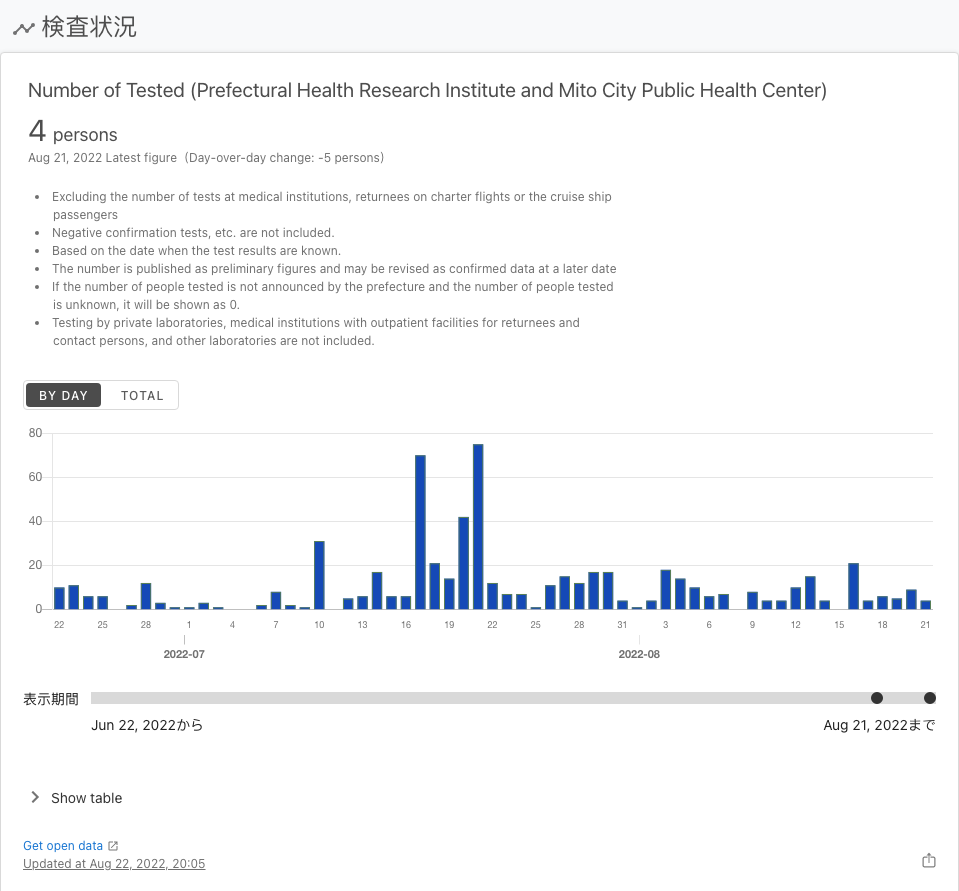 検査状況
Number of Tested (Prefectural Health Research Institute and Mito City Public Health Center)
4 persons
Aug 21, 2022 Latest figure (Day-over-day change: -5 persons)
• Excluding the number of tests at medical institutions, returnees on charter flights or the cruise ship
passengers
• Negative confirmation tests, etc. are not included.
• Based on the date when the test results are known.
• The number is published as preliminary figures and may be revised as confirmed data at a later date
• If the number of people tested is not announced by the prefecture and the number of people tested
is unknown, it will be shown as 0.
• Testing by private laboratories, medical institutions with outpatient facilities for returnees and
contact persons, and other laboratories are not included.
BY DAY TOTAL
80
60
40
20
0
22 25 28 1 4 7 10 13 16 19 22 25 28 31 3 6 9 12 15 18 21
2022-07 2022-08
表示期間
Jun 22, 2022から Aug 21, 2022まで
Show table
Get open data
Updated at Aug 22, 2022, 20:05